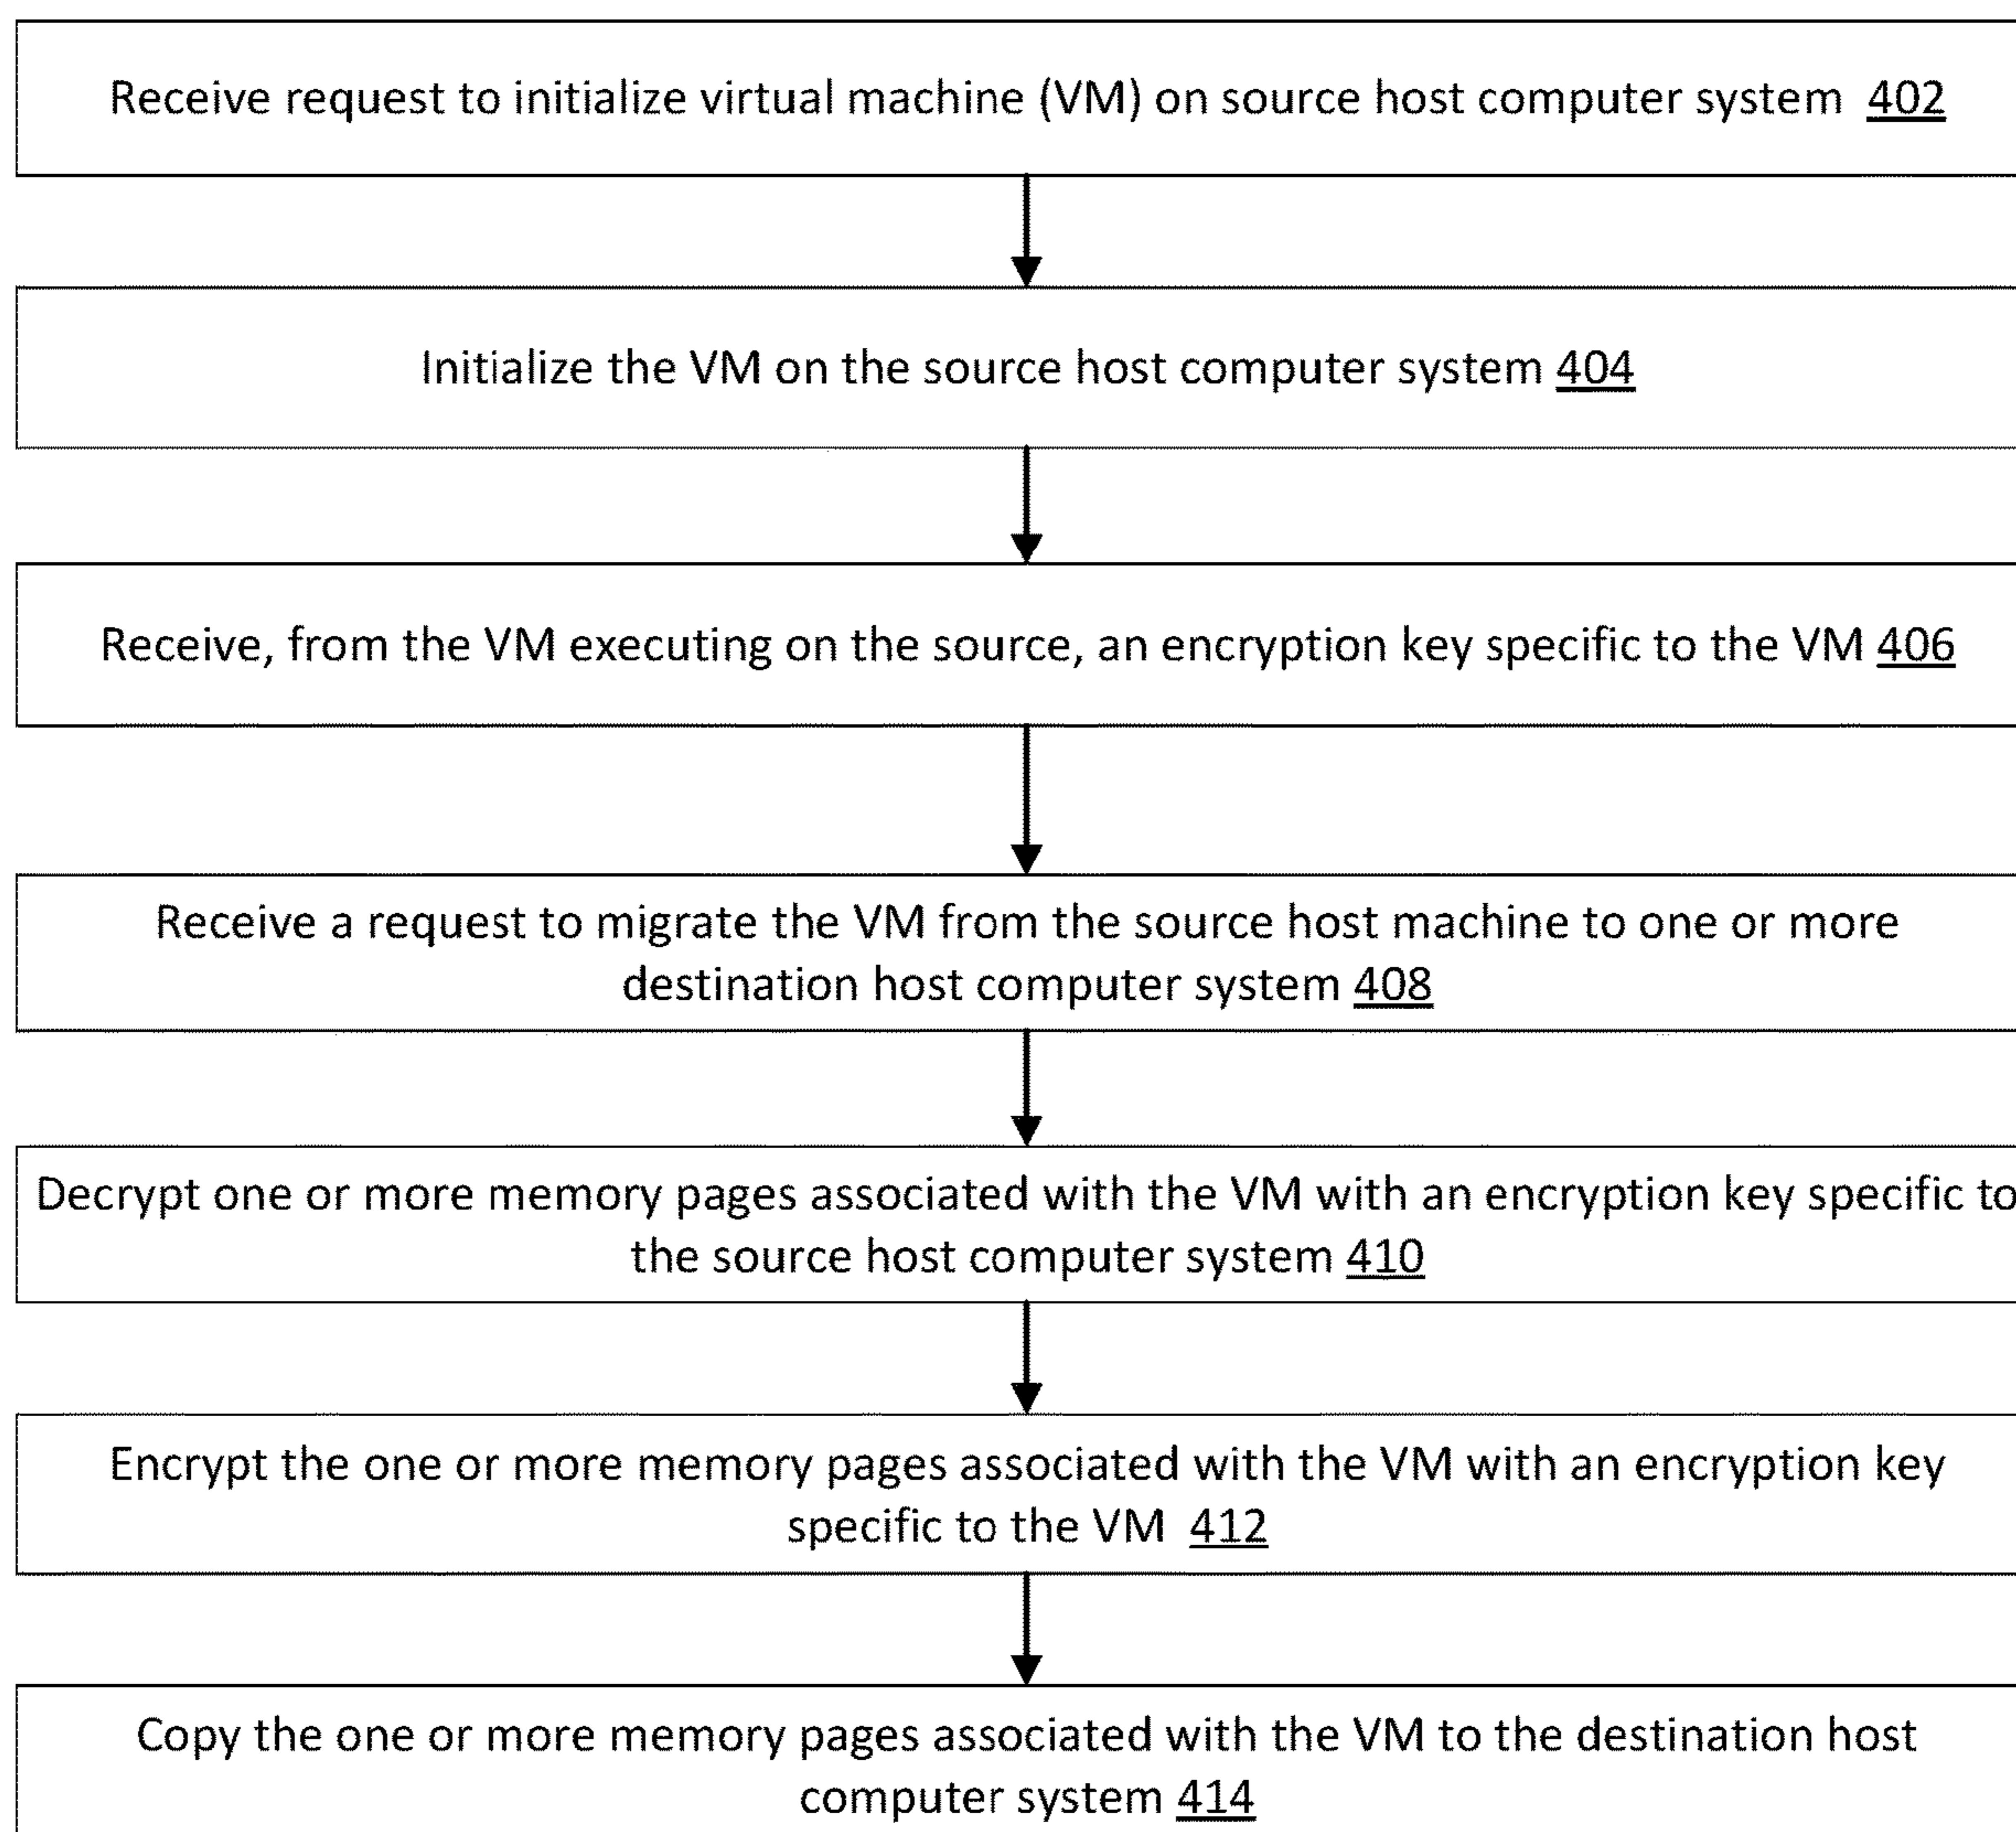 Receive request to initialize virtual machine (VM) on source host computer system 402
Initialize the VM on the source host computer system 404
Receive, from the VM executing on the source, an encryption key specific to the VM 406
Receive a request to migrate the VM from the source host machine to one or more
destination host computer system 408
Decrypt one or more memory pages associated with the VM with an encryption key specific to
the source host computer system 410
Encrypt the one or more memory pages associated with the VM with an encryption key
specific to the VM 412
Copy the one or more memory pages associated with the VM to the destination host
computer system 414